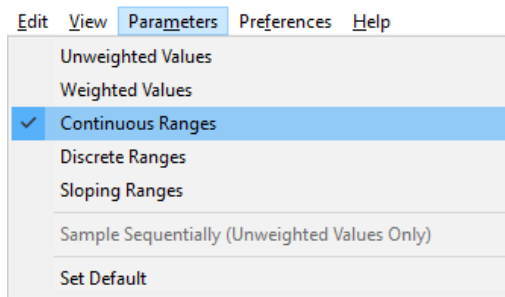 Edit View Parameters Preferences Help
Unweighted Values
Weighted Values
Continuous Ranges
Discrete Ranges
Sloping Ranges
Sample Sequentially (Unweighted Values Only)
Set Default